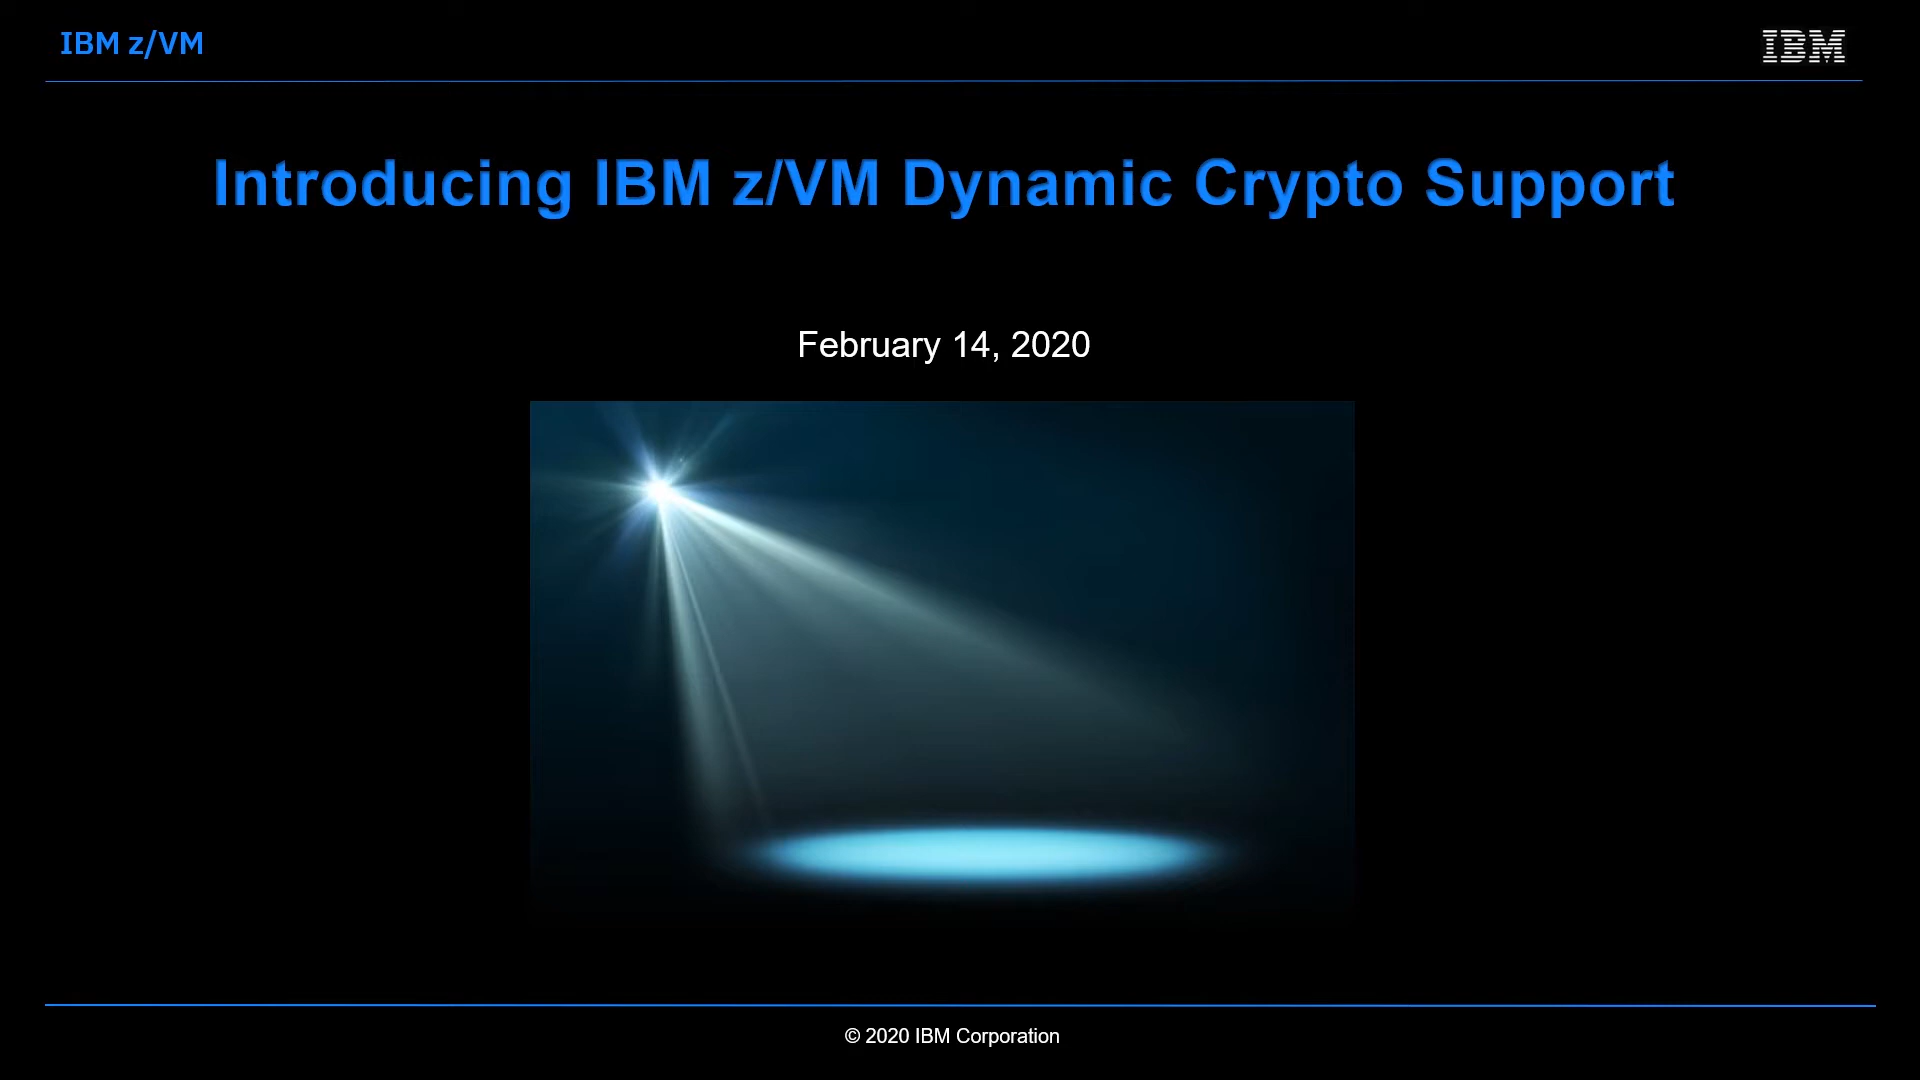 IBM z/VM
IBM
Introducing IBM z/VM Dynamic Crypto Support
February 14, 2020
© 2020 IBM Corporation